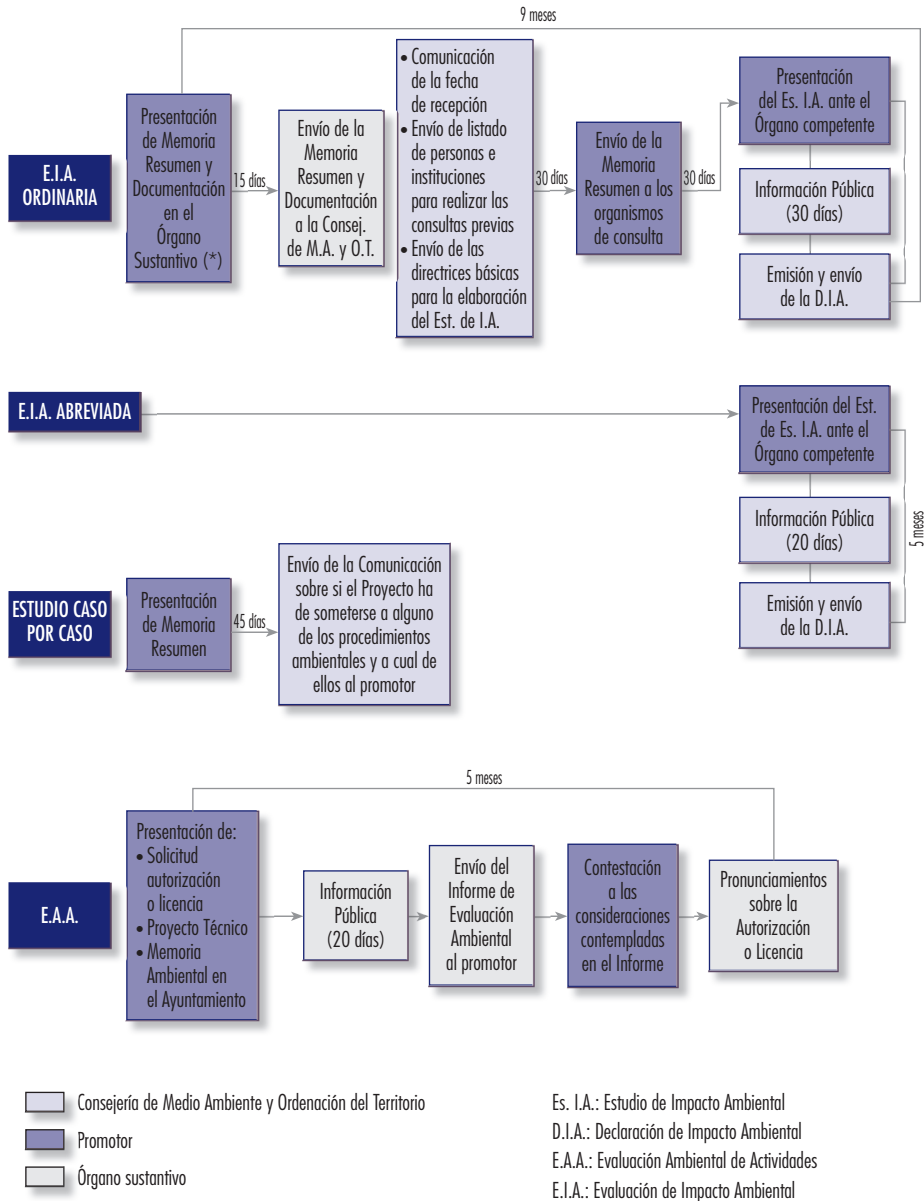 9 meses
E.I.A.
ORDINARIA
Presentación
de Memoria
Resumen y
Documentación
en el
Órgano
Sustantivo (*)
15 días
Envío de la
Memoria
Resumen y
Documentación
a la Consej.
de M.A. y O.T.
• Comunicación
de la fecha
de recepción
• Envío de listado
de personas e
instituciones
para realizar las
consultas previas
• Envío de las
directrices básicas
para la elaboración
del Est. de I.A.
30 días
Envío de la
Memoria
Resumen a los
organismos
de consulta
30 días
Presentación
del Es. I.A. ante el
Órgano competente
Información Pública
(30 días)
Emisión y envío
de la D.I.A.
E.I.A. ABREVIADA
Presentación del Est.
de Es. I.A. ante el
Órgano competente
Información Pública
(20 días)
Emisión y envío
de la D.I.A.
5 meses
ESTUDIO CASO
POR CASO
Presentación
de Memoria
Resumen
45 días
Envío de la Comunicación
sobre si el Proyecto ha
de someterse a alguno
de los procedimientos
ambientales y a cual de
ellos al promotor
5 meses
E.A.A.
Presentación de:
• Solicitud
autorización
o licencia
• Proyecto Técnico
• Memoria
Ambiental en
el Ayuntamiento
Información
Pública
(20 días)
Envío del
Informe de
Evaluación
Ambiental
al promotor
Contestación
a las
consideraciones
contempladas
en el Informe
Pronunciamientos
sobre la
Autorización
o Licencia
Consejería de Medio Ambiente y Ordenación del Territorio
Promotor
Órgano sustantivo
Es. I.A.: Estudio de Impacto Ambiental
D.I.A.: Declaración de Impacto Ambiental
E.A.A.: Evaluación Ambiental de Actividades
E.I.A.: Evaluación de Impacto Ambiental